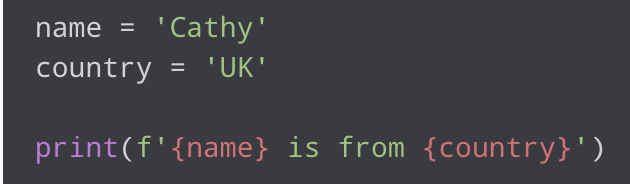 name = 'Cathy'
country = 'UK'
print(f'{name} is from {country}')